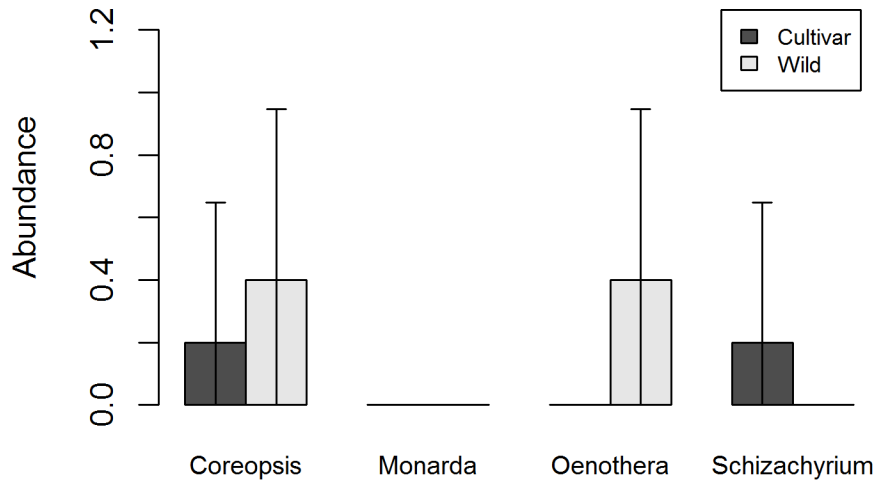 Abundance
1.2
0.8
0.4
0.0
Cultivar
Wild
Coreopsis Monarda Oenothera Schizachyrium